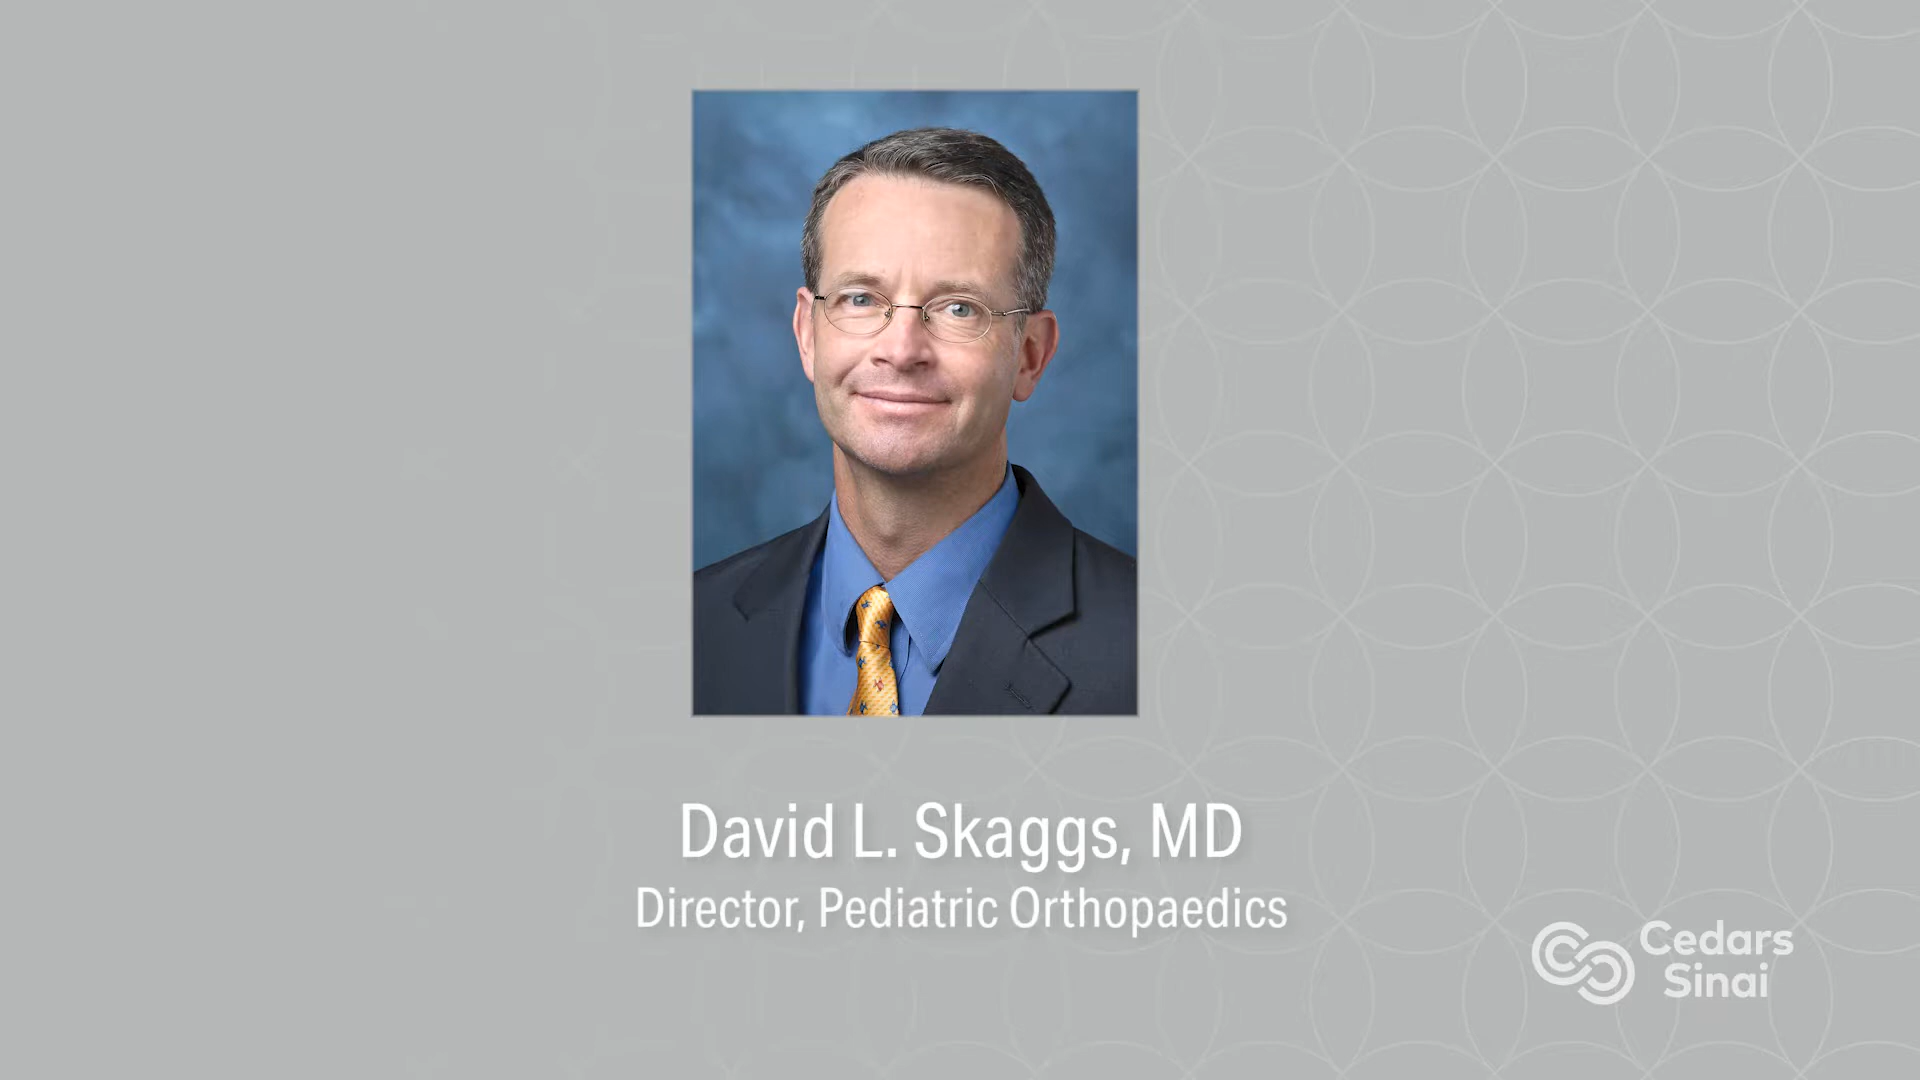 David L. Skaggs, MD
Director, Pediatric Orthopaedics
Cedars
Sinai